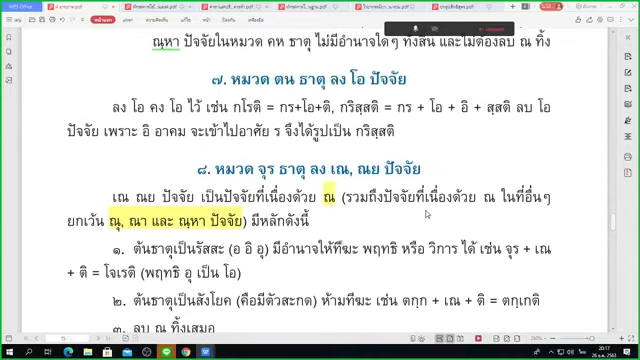 ณฺหา ปัจจัยในหมวด คห ธาตุ ไม่มีอำนาจใดๆ ทั้งสิ้น และไม่ต้องลบ ณ ทิ้ง
๗. หมวด ตน ธาตุ ลง โอ ปัจจัย
ลง โอ คง โอ ไว้ เช่น กโรติ = กร+โอ+ติ, กริสฺสติ = กร + โอ + อิ + สฺสติ ลบ โอ
ปัจจัย เพราะ อิ อาคม จะเข้าไปอาศัย ร จึงได้รูปเป็น กริสฺสติ
๘. หมวด จุร ธาตุ ลง เณ, ณย ปัจจัย
เณ ณย ปัจจัย เป็นปัจจัยที่เนื่องด้วย ณ (รวมถึงปัจจัยที่เนื่องด้วย ณ ในที่อื่นๆ
ยกเว้น ณุ, ณา และ ณฺหา ปัจจัย) มีหลักดังนี้
๑. ต้นธาตุเป็นรัสสะ (อ อิ อุ) มีอำนาจให้ทีฆะ พฤทธิ หรือ วิการ ได้ เช่น จุร + เณ
+ ติ = โจเรติ (พฤทธิ อุ เป็น โอ)
๒. ต้นธาตุเป็นสังโยค (คือมีตัวสะกด) ห้ามทีฆะ เช่น ตกฺก + เณ + ติ = ตกฺเกติ
๓. ลบ ณ ทิ้งเสมอ
20:17